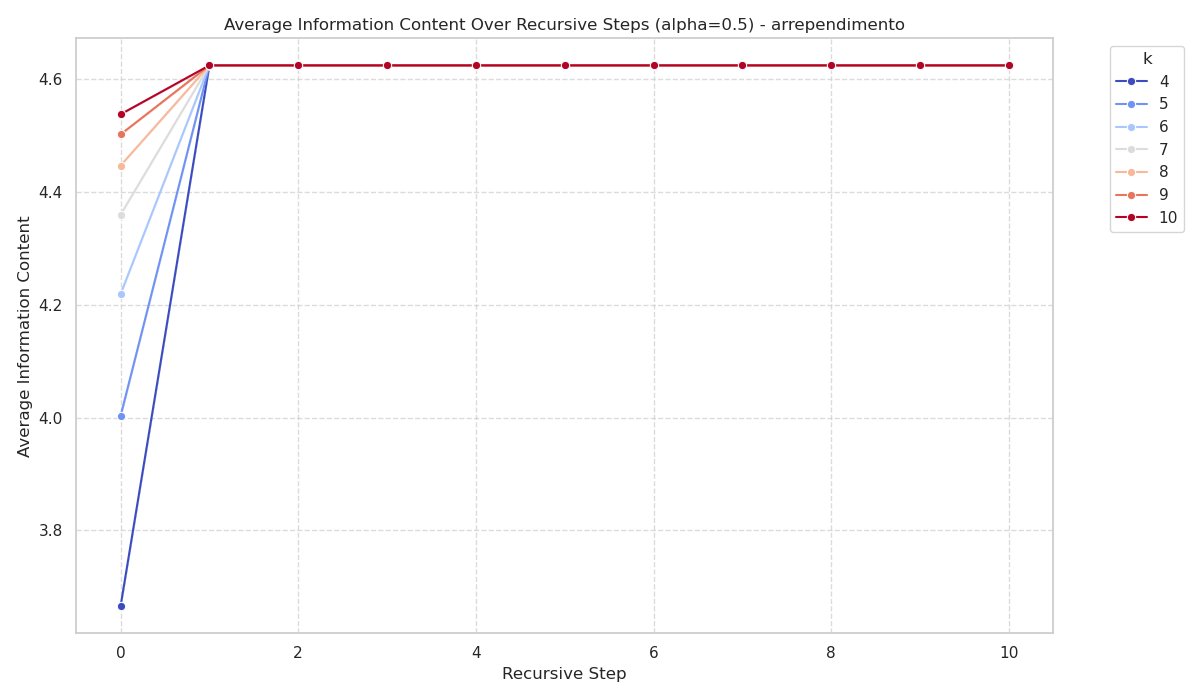 Average Information Content Over Recursive Steps (alpha=0.5) - arrependimento
k
4
5
6
7
8
9
10
Average Information Content
4.6
4.4
4.2
4.0
3.8
0 2 4 6 8 10
Recursive Step